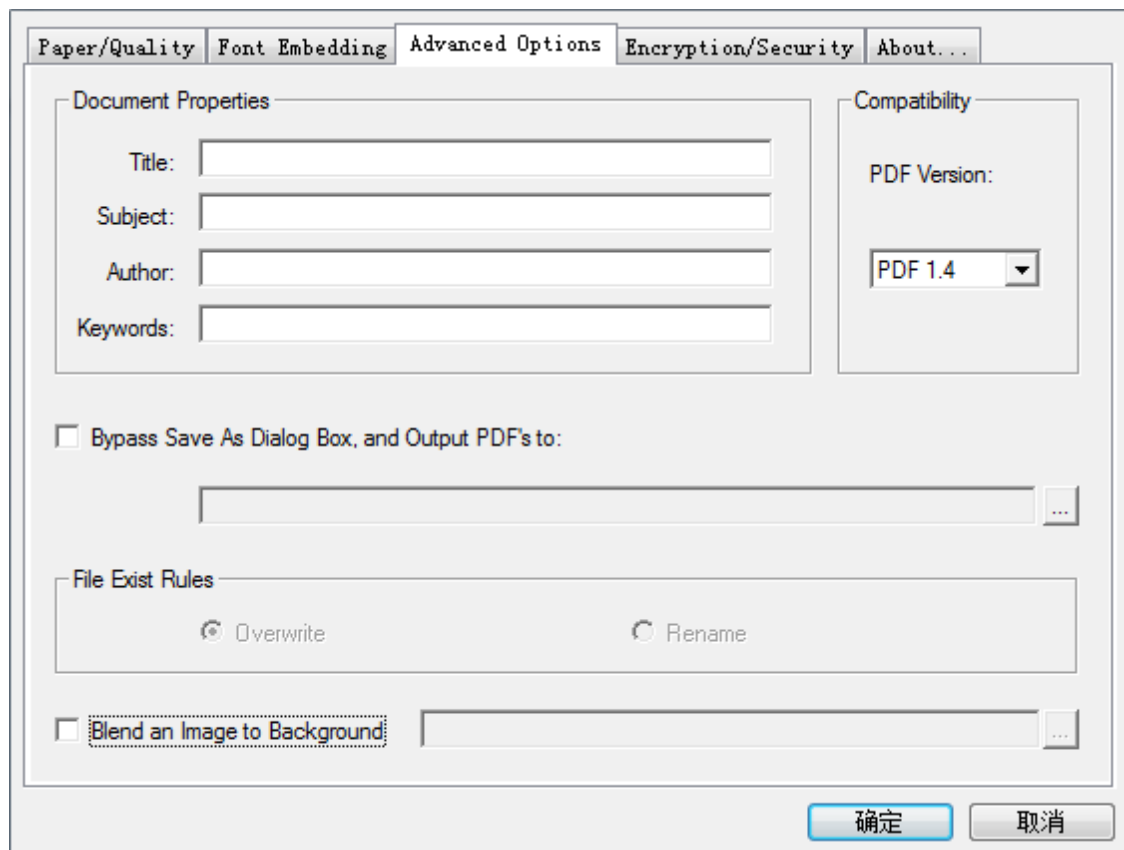 Paper/Quality Font Embedding Advanced Options Encryption/Security About...
Document Properties
Compatibility
Title:
PDF Version:
Subject:
Author:
PDF 1.4
Keywords:
Bypass Save As Dialog Box, and Output PDF's to:
...
File Exist Rules
Overwrite Rename
Blend an Image to Background ...
确定 取消